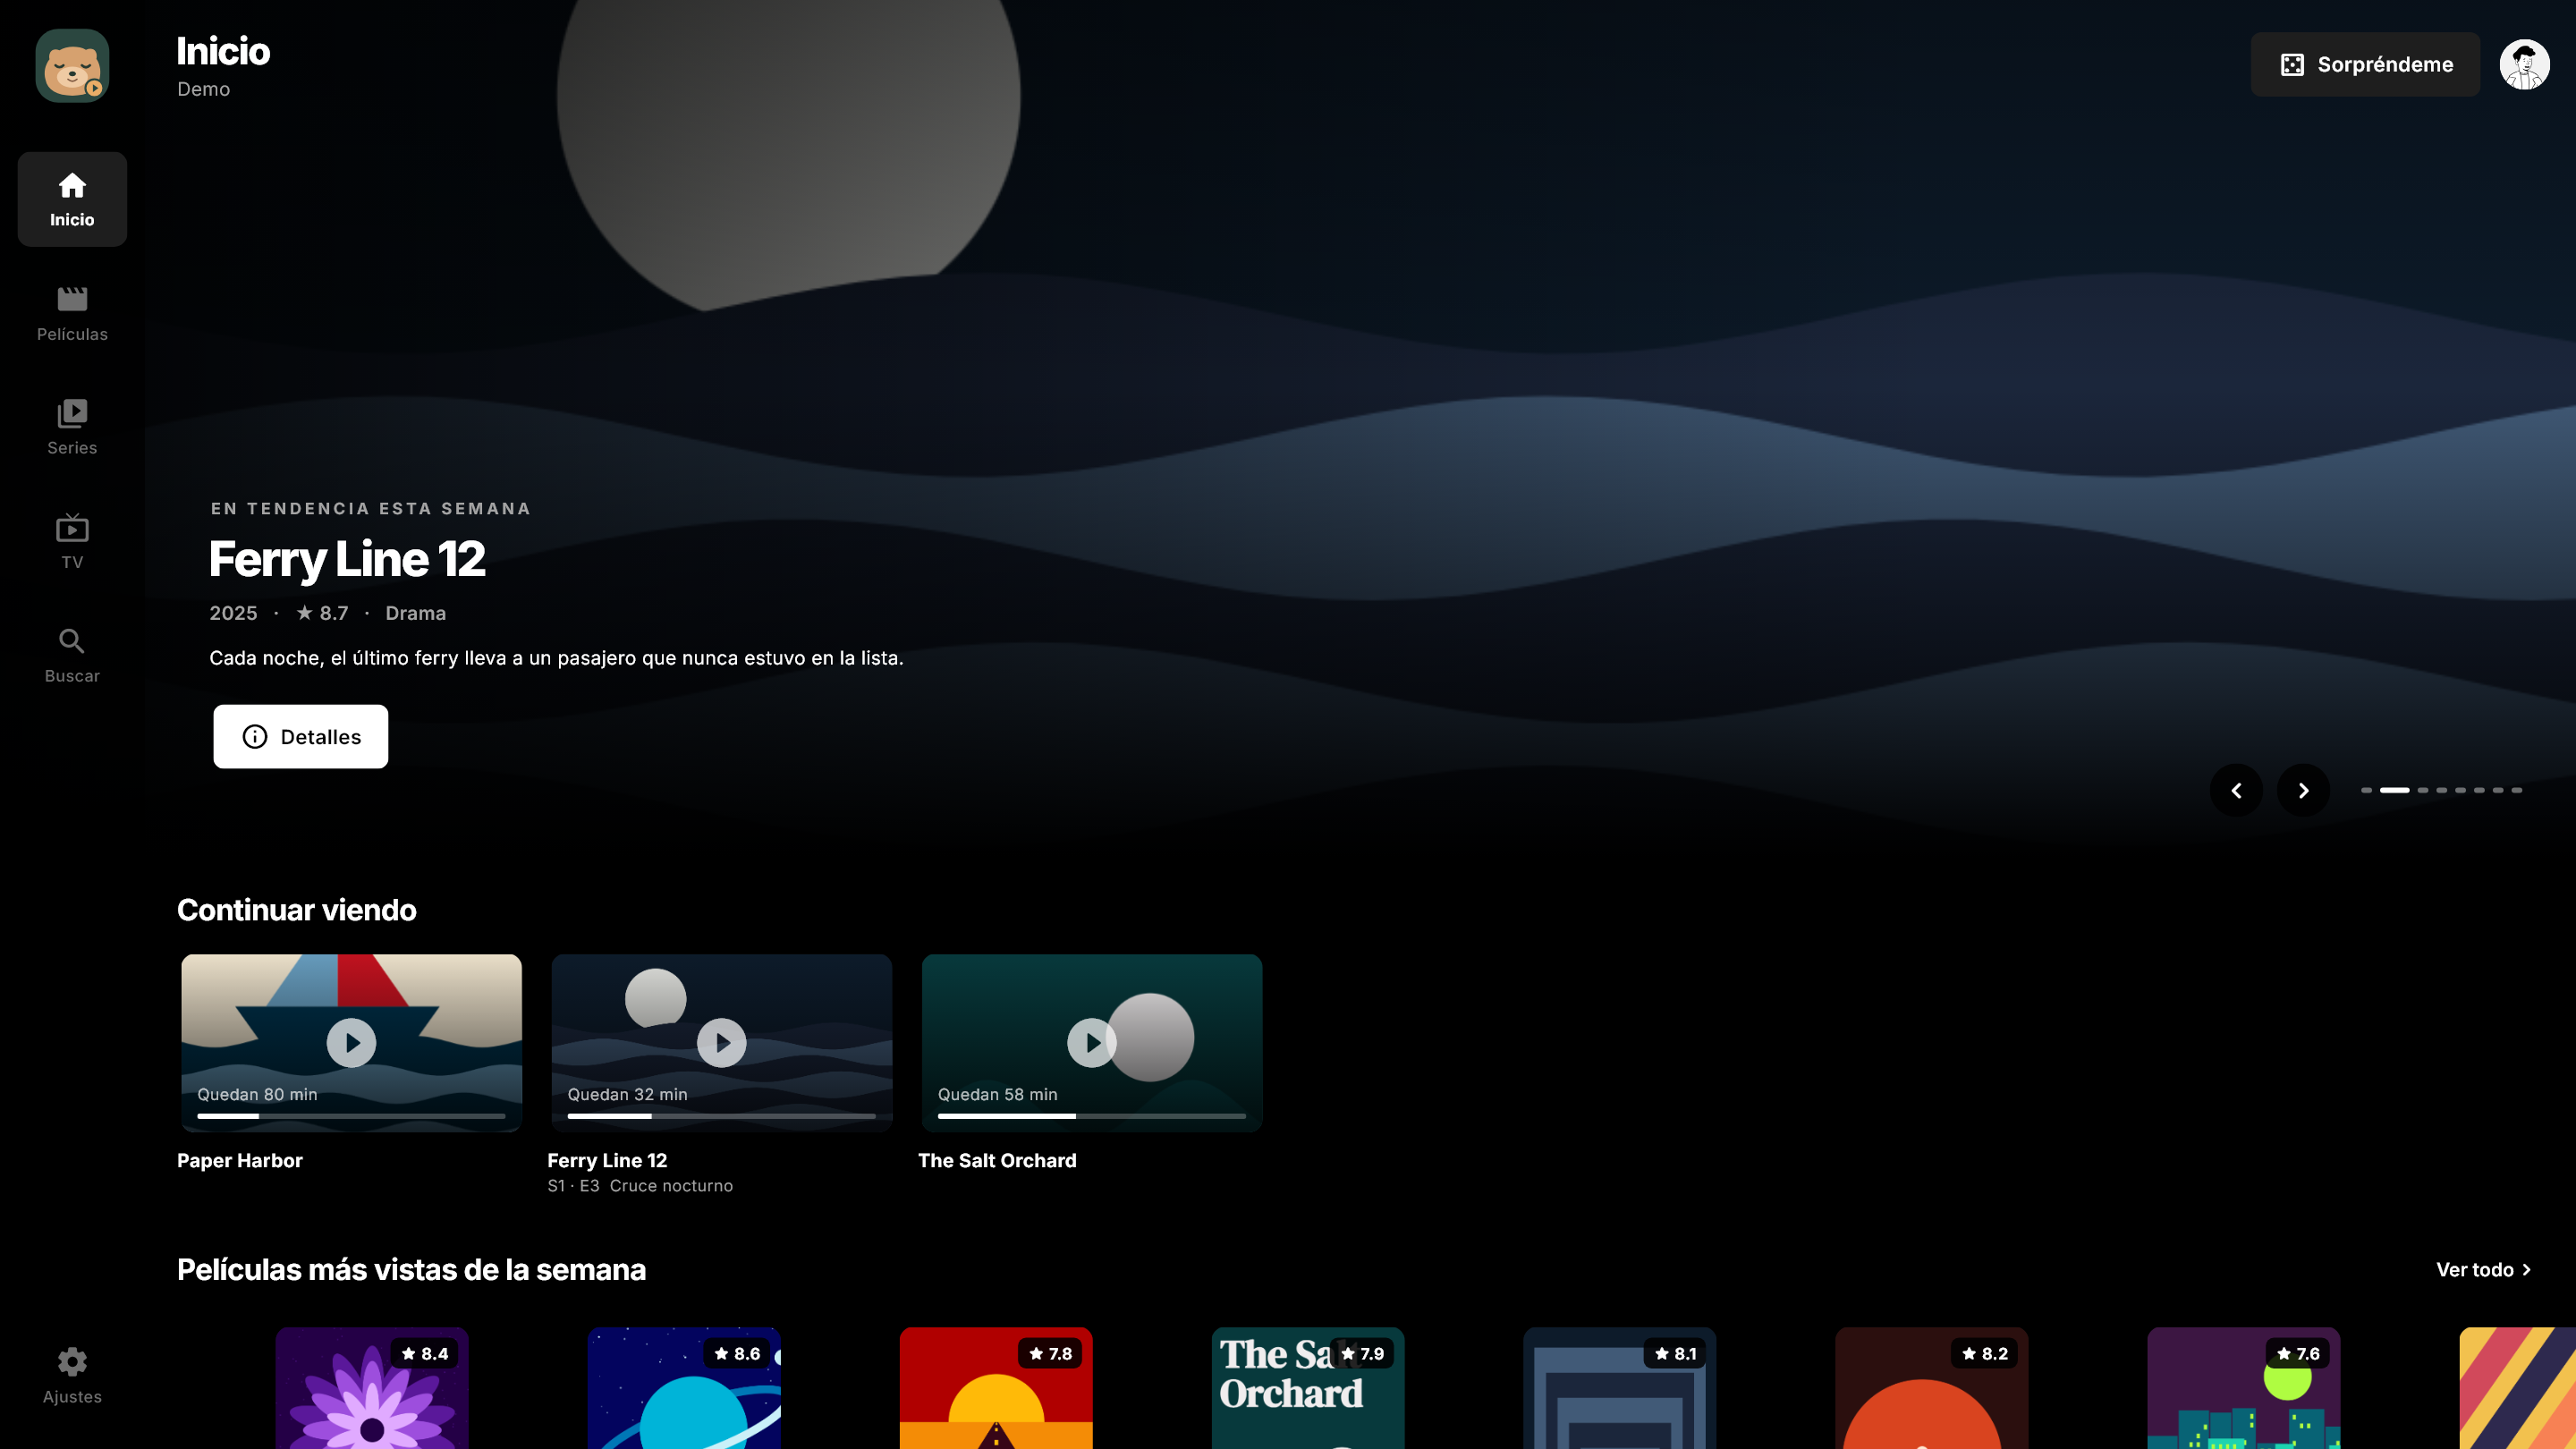 Inicio
Demo
Sorpréndeme
Inicio
Películas
Series
TV
Buscar
Ajustes
EN TENDENCIA ESTA SEMANA
Ferry Line 12
2025 · ★ 8.7 · Drama
Cada noche, el último ferry lleva a un pasajero que nunca estuvo en la lista.
Detalles
Continuar viendo
Quedan 80 min
Paper Harbor
Quedan 32 min
Ferry Line 12
S1 · E3 Cruce nocturno
Quedan 58 min
The Salt Orchard
Películas más vistas de la semana
Ver todo
★ 8.4
★ 8.6
★ 7.8
The Salt
Orchard
★ 7.9
★ 8.1
★ 8.2
★ 7.6